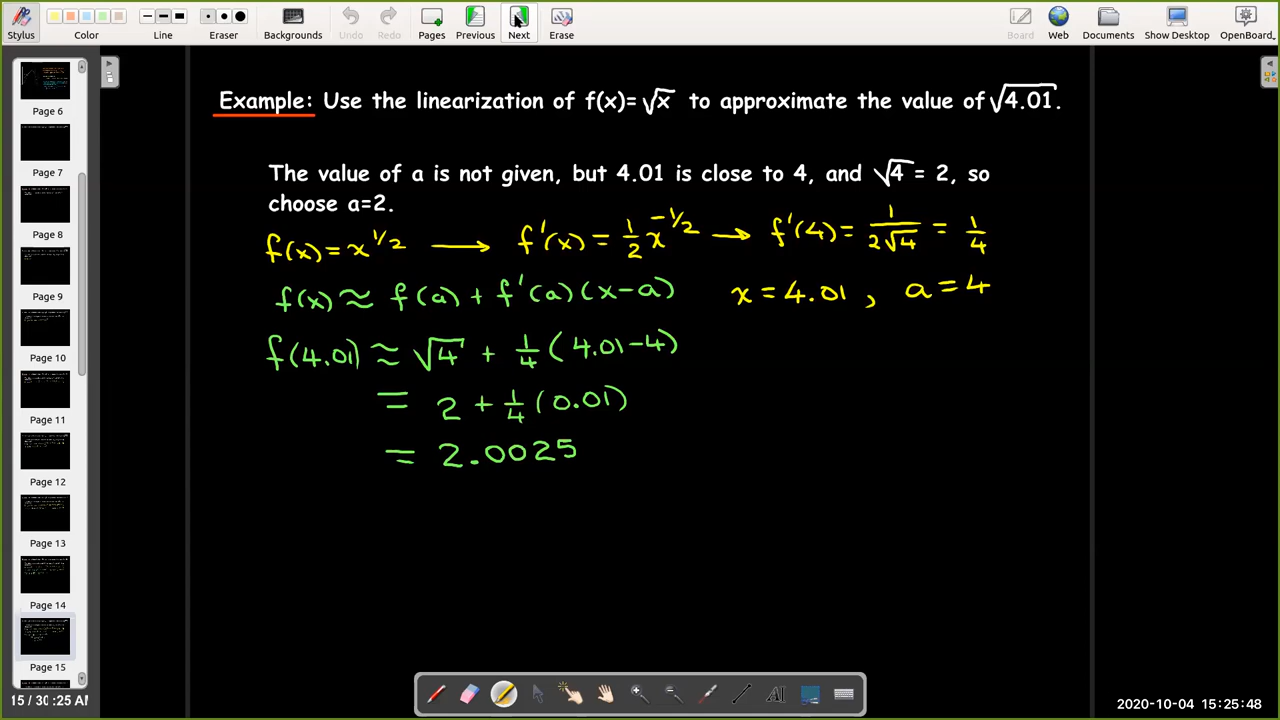 Stylus
Color
Line
Eraser
Backgrounds
Undo
Redo
Pages
Previous
Next
Erase
Board
Web
Documents
Show Desktop
OpenBoard
Page 6
Page 7
Page 8
Page 9
Page 10
Page 11
Page 12
Page 13
Page 14
Page 15
15 / 30:25 AM
Example: Use the linearization of f(x)=√x to approximate the value of √4.01.
The value of a is not given, but 4.01 is close to 4, and √4 = 2, so
choose a=2.
f(x) = x^1/2 → f'(x) = 1/2 x^-1/2 → f'(4) = 1/2√4 = 1/4
f(x) ≈ f(a) + f'(a)(x-a) x = 4.01 , a = 4
f(4.01) ≈ √4 + 1/4 (4.01-4)
= 2 + 1/4 (0.01)
= 2.0025
AI
2020-10-04 15:25:48